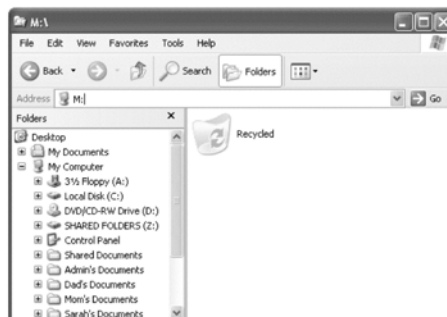 M:\
File Edit View Favorites Tools Help
Back Search Folders
Address M:| Go
Folders x
Desktop
My Documents
My Computer
3½ Floppy (A:)
Local Disk (C:)
DVD/CD-RW Drive (D:)
SHARED FOLDERS (Z:)
Control Panel
Shared Documents
Admin's Documents
Dad's Documents
Mom's Documents
Sarah's Documents
Recycled